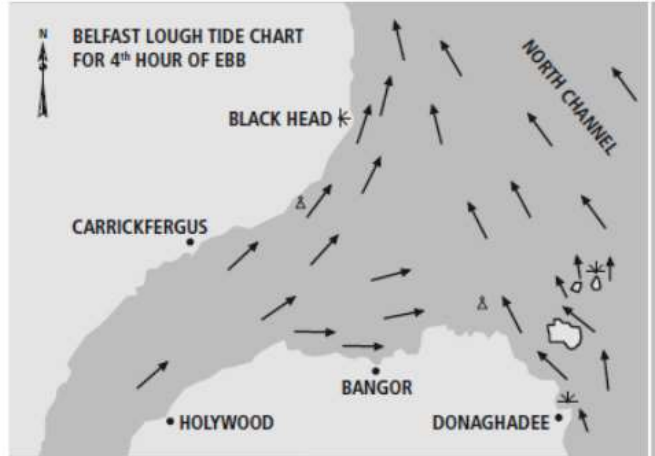 N
BELFAST LOUGH TIDE CHART
FOR 4th HOUR OF EBB
NORTH CHANNEL
BLACK HEAD
CARRICKFERGUS
BANGOR
HOLYWOOD
DONAGHADEE